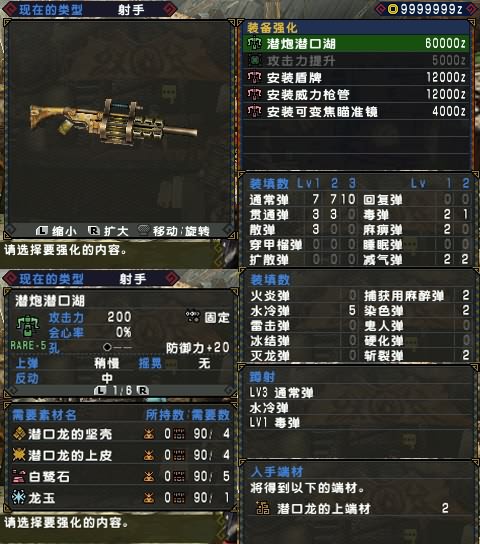 现在的类型 射手
缩小 扩大 移动/旋转
请选择要强化的内容。
9999999z
装备强化
潜炮潜口湖 60000z
攻击力提升 5000z
安装盾牌 12000z
安装威力枪管 12000z
安装可变焦瞄准镜 4000z
装填数 Lv1 2 3 Lv 1 2
通常弹 7 7 10 回复弹 0 0
贯通弹 3 3 0 毒弹 2 1
散弹 3 0 0 麻痹弹 2 0
穿甲榴弹 0 0 0 睡眠弹 0 0
扩散弹 0 0 0 减气弹 2 2
现在的类型 射手
潜炮潜口湖
攻击力 200 固定
会心率 0%
RARE-5 孔 ●—— 防御力+20
上弹 稍慢 摇晃 无
反动 中
L 1/6 R
需要素材名 所持数/需要数
潜口龙的坚壳 0 90/ 4
潜口龙的上皮 0 90/ 4
白鹭石 0 90/ 5
龙玉 0 90/ 1
请选择要强化的内容。
装填数
火炎弹 0 捕获用麻醉弹 2
水冷弹 5 染色弹 2
雷击弹 0 鬼人弹 0
冰结弹 0 硬化弹 0
灭龙弹 0 斩裂弹 2
蹲射
LV3 通常弹
水冷弹
LV1 毒弹
入手端材
将得到以下的端材。
潜口龙的上端材 2